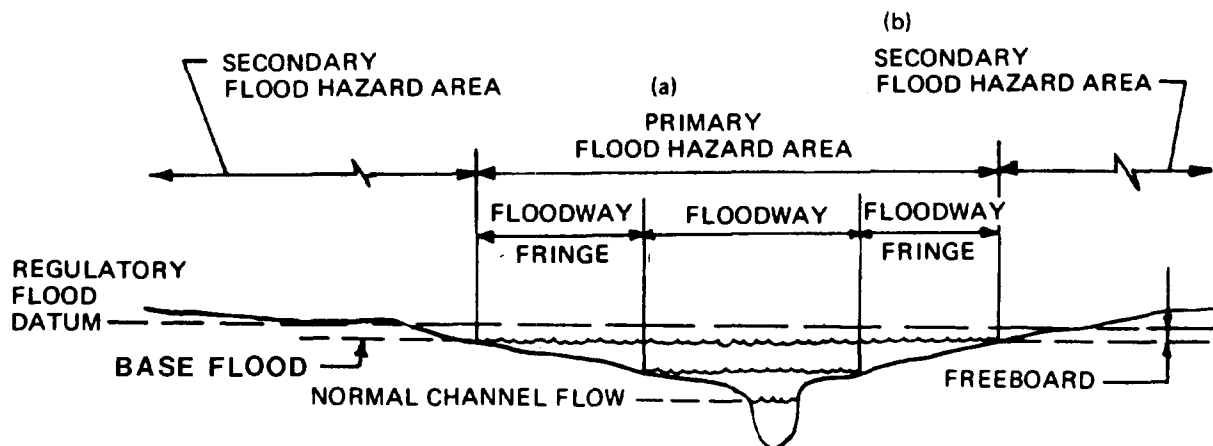 (b)
SECONDARY
FLOOD HAZARD AREA
(a)
PRIMARY
FLOOD HAZARD AREA
SECONDARY
FLOOD HAZARD AREA
FLOODWAY
FRINGE
FLOODWAY
FLOODWAY
FRINGE
REGULATORY
FLOOD
DATUM
BASE FLOOD
NORMAL CHANNEL FLOW
FREEBOARD